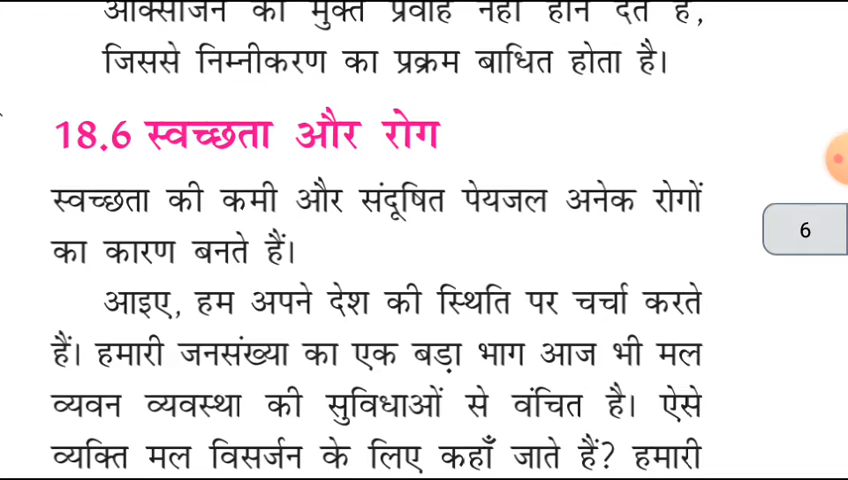 ऑक्सीजन का मुक्त प्रवाह नहीं होने देते हैं,
जिससे निम्नीकरण का प्रक्रम बाधित होता है।
18.6 स्वच्छता और रोग
स्वच्छता की कमी और संदूषित पेयजल अनेक रोगों
का कारण बनते हैं।
6
आइए, हम अपने देश की स्थिति पर चर्चा करते
हैं। हमारी जनसंख्या का एक बड़ा भाग आज भी मल
व्यवन व्यवस्था की सुविधाओं से वंचित है। ऐसे
व्यक्ति मल विसर्जन के लिए कहाँ जाते हैं? हमारी